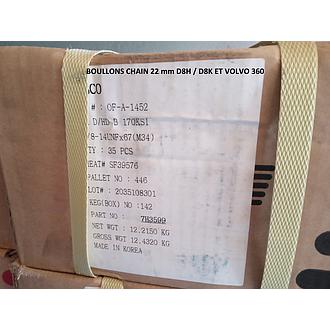 BOULLONS CHAIN 22 mm D8H / D8K ET VOLVO 360
CO
#: OF-A-1452
D/HD B 170KSI
/8-14UNFx67(M34)
TY : 35 PCS
HEAT# SF39576
PALLET NO : 446
LOT# : 2035108301
KEG(BOX) NO : 142
PART NO : 7H3599
NET WGT : 12.2150 KG
GROSS WGT 12.4320 KG
MADE IN KOREA